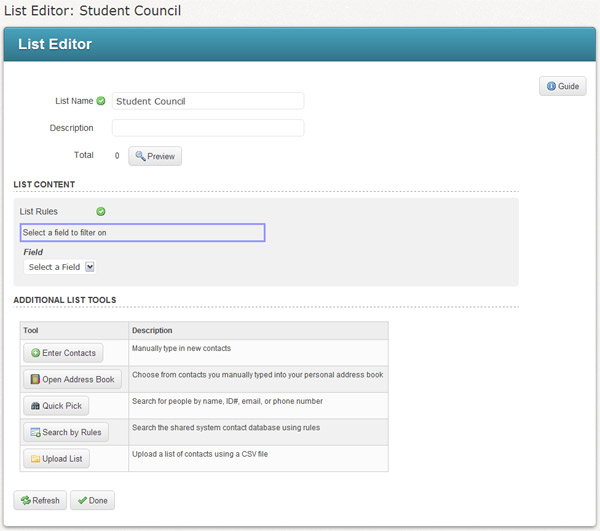 List Editor: Student Council
List Editor
Guide
List Name Student Council
Description
Total 0 Preview
LIST CONTENT
List Rules
Select a field to filter on
Field
Select a Field
ADDITIONAL LIST TOOLS
Tool Description
Enter Contacts Manually type in new contacts
Open Address Book Choose from contacts you manually typed into your personal address book
Quick Pick Search for people by name, ID#, email, or phone number
Search by Rules Search the shared system contact database using rules
Upload List Upload a list of contacts using a CSV file
Refresh Done